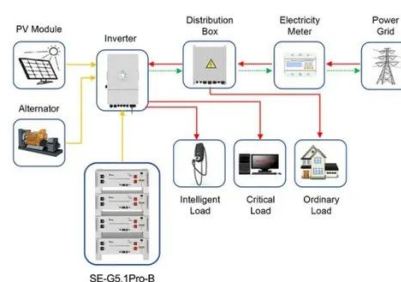 PV Module
Inverter
Distribution
Box
Electricity
Meter
Power
Grid
Alternator
Intelligent
Load
Critical
Load
Ordinary
Load
SE-G5.1Pro-B